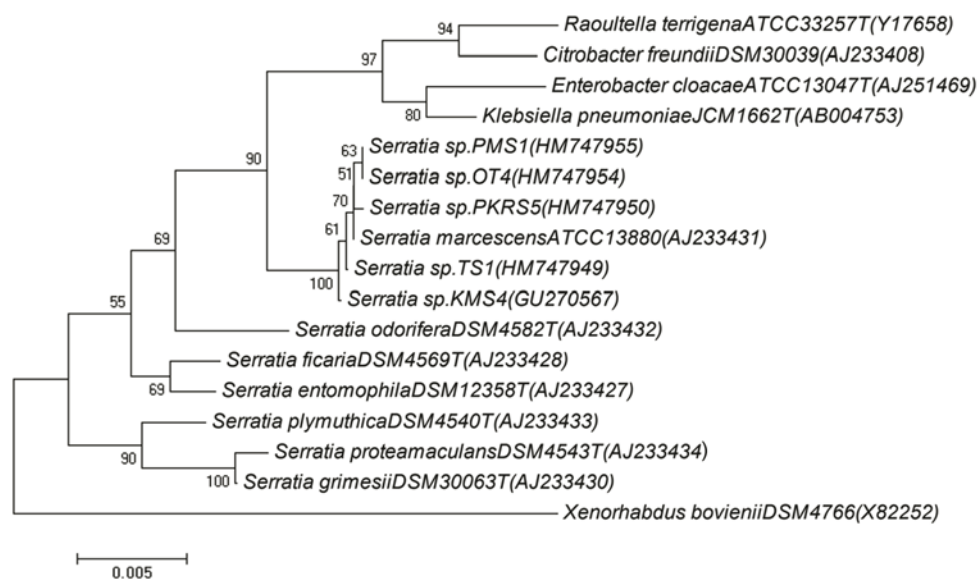 94
Raoultella terrigenaATCC33257T(Y17658)
97
Citrobacter freundiiDSM30039(AJ233408)
Enterobacter cloacaeATCC13047T(AJ251469)
80
Klebsiella pneumoniaeJCM1662T(AB004753)
90
63
Serratia sp.PMS1(HM747955)
51
Serratia sp.OT4(HM747954)
70
Serratia sp.PKRS5(HM747950)
61
Serratia marcescensATCC13880(AJ233431)
69
Serratia sp.TS1(HM747949)
100
Serratia sp.KMS4(GU270567)
55
Serratia odoriferaDSM4582T(AJ233432)
Serratia ficariaDSM4569T(AJ233428)
69
Serratia entomophilaDSM12358T(AJ233427)
Serratia plymuthicaDSM4540T(AJ233433)
90
Serratia proteamaculansDSM4543T(AJ233434)
100
Serratia grimesiiDSM30063T(AJ233430)
Xenorhabdus bovieniiDSM4766(X82252)
0.005